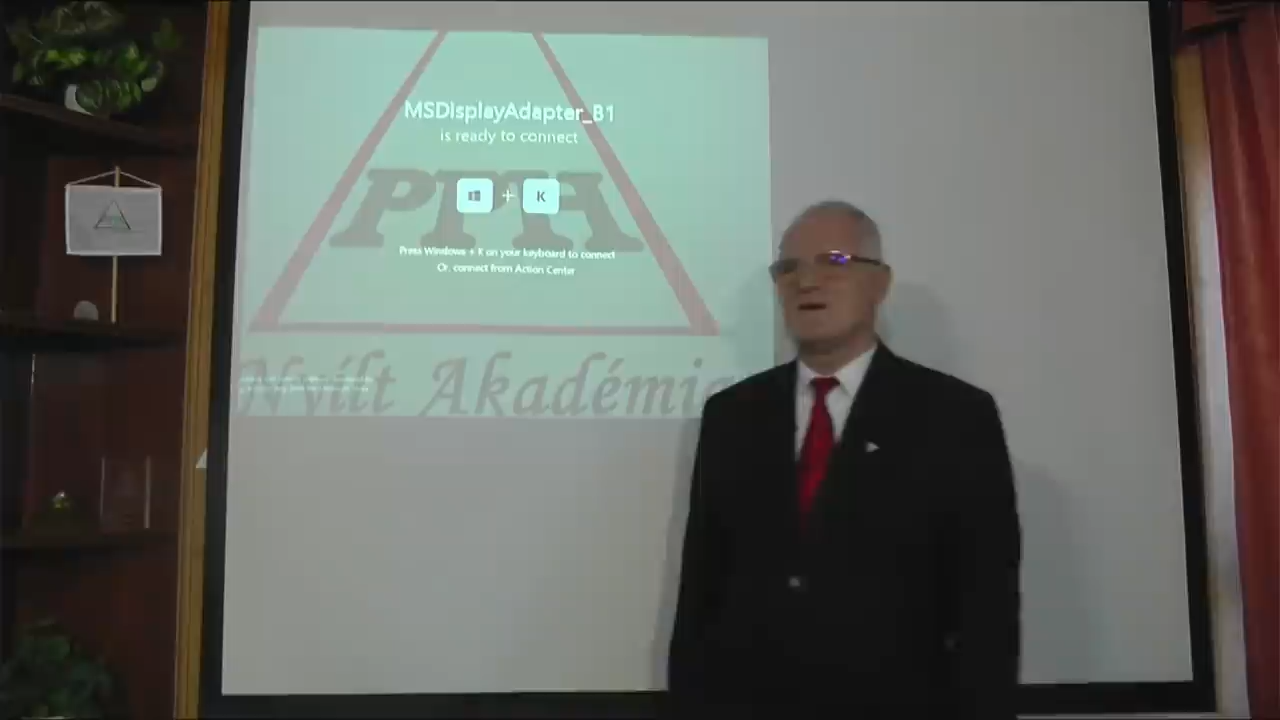 MSDisplayAdapter_B1
is ready to connect
+ K
PTA
Press Windows + K on your keyboard to connect
Or, connect from Action Center
Nyílt Akadémia